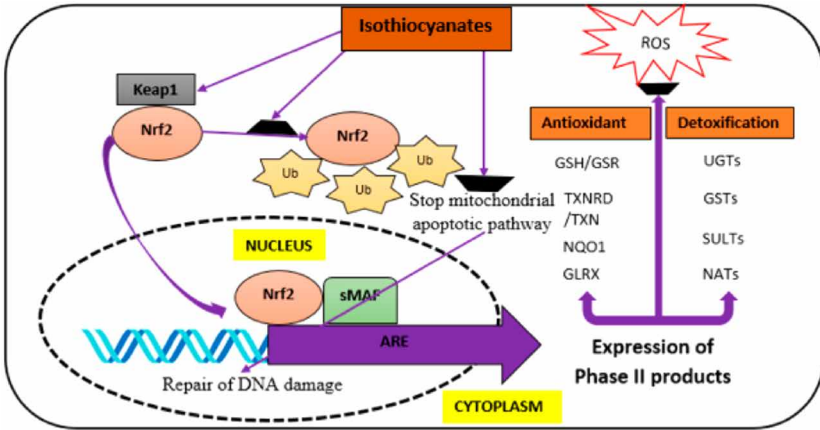 Isothiocyanates
ROS
Keap1
Nrf2
Nrf2
Ub
Ub
Ub
Antioxidant
Detoxification
GSH/GSR
UGTs
TXNRD
/TXN
GSTs
NQO1
SULTs
GLRX
NATs
Stop mitochondrial
apoptotic pathway
NUCLEUS
Nrf2
sMAF
ARE
Repair of DNA damage
CYTOPLASM
Expression of
Phase II products